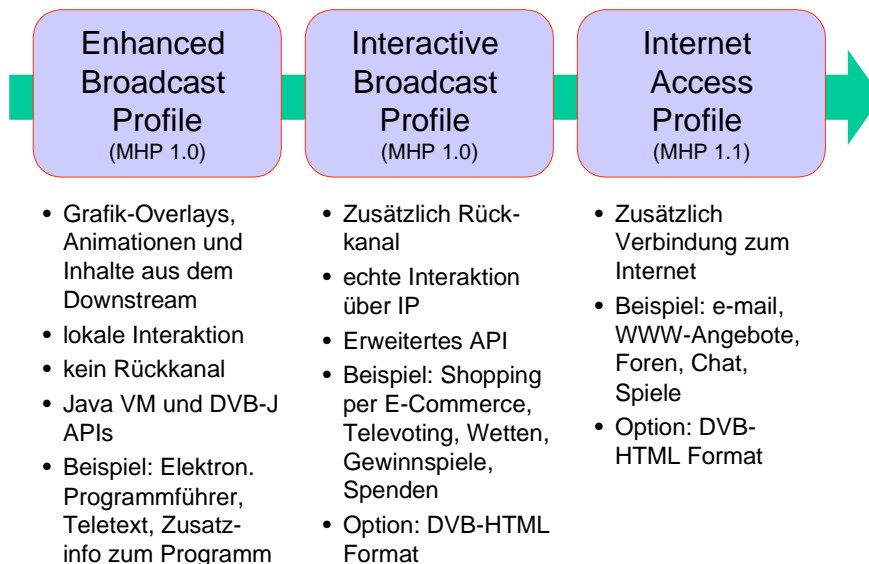 Enhanced
Broadcast
Profile
(MHP 1.0)
Interactive
Broadcast
Profile
(MHP 1.0)
Internet
Access
Profile
(MHP 1.1)
• Grafik-Overlays,
Animationen und
Inhalte aus dem
Downstream
• lokale Interaktion
• kein Rückkanal
• Java VM und DVB-J
APIs
• Beispiel: Elektron.
Programmführer,
Teletext, Zusatz-
info zum Programm
• Zusätzlich Rück-
kanal
• echte Interaktion
über IP
• Erweitertes API
• Beispiel: Shopping
per E-Commerce,
Televoting, Wetten,
Gewinnspiele,
Spenden
• Option: DVB-HTML
Format
• Zusätzlich
Verbindung zum
Internet
• Beispiel: e-mail,
WWW-Angebote,
Foren, Chat,
Spiele
• Option: DVB-
HTML Format